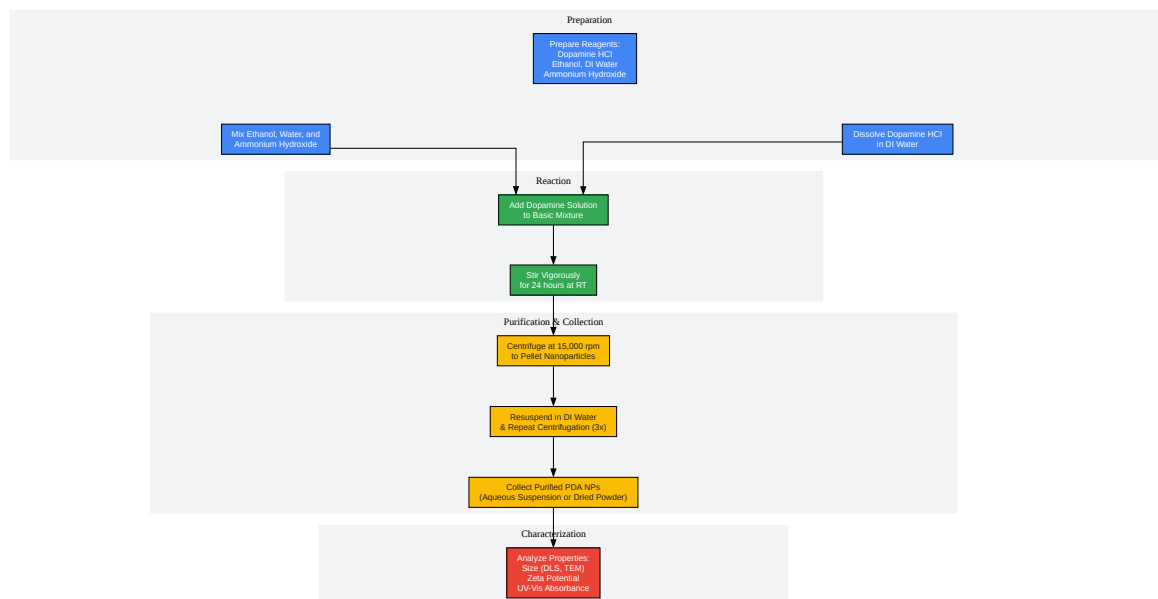 Preparation
Prepare Reagents:
Dopamine HCl
Ethanol, DI Water
Ammonium Hydroxide
Mix Ethanol, Water, and
Ammonium Hydroxide
Dissolve Dopamine HCl
in DI Water
Reaction
Add Dopamine Solution
to Basic Mixture
Stir Vigorously
for 24 hours at RT
Purification & Collection
Centrifuge at 15,000 rpm
to Pellet Nanoparticles
Resuspend in DI Water
& Repeat Centrifugation (3x)
Collect Purified PDA NPs
(Aqueous Suspension or Dried Powder)
Characterization
Analyze Properties:
Size (DLS, TEM)
Zeta Potential
UV-Vis Absorbance